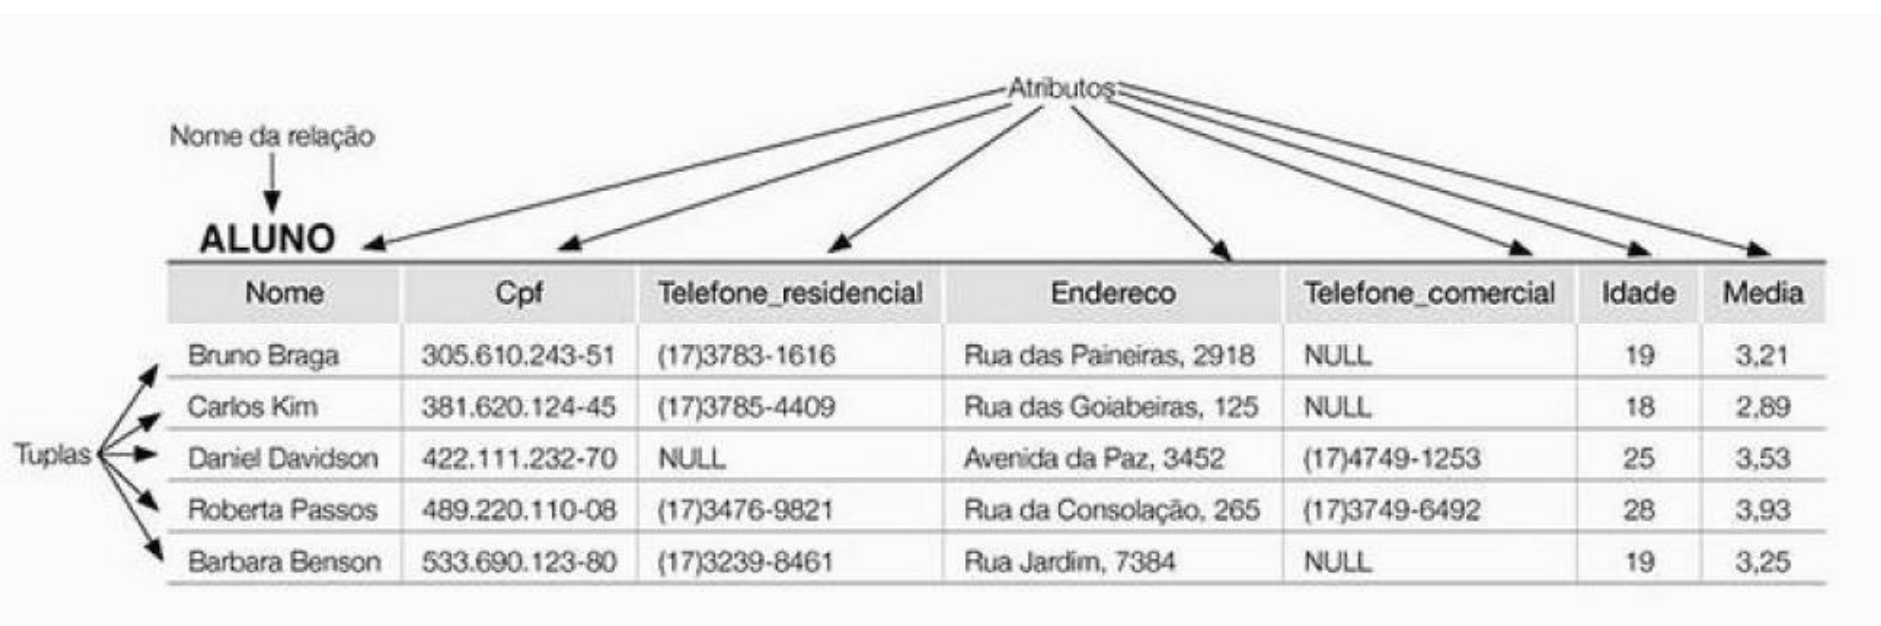 Atributos
Nome da relação
ALUNO
Nome Cpf Telefone_residencial Endereco Telefone_comercial Idade Media
Bruno Braga 305.610.243-51 (17)3783-1616 Rua das Paineiras, 2918 NULL 19 3,21
Carlos Kim 381.620.124-45 (17)3785-4409 Rua das Goiabeiras, 125 NULL 18 2,89
Tuplas
Daniel Davidson 422.111.232-70 NULL Avenida da Paz, 3452 (17)4749-1253 25 3,53
Roberta Passos 489.220.110-08 (17)3476-9821 Rua da Consolação, 265 (17)3749-6492 28 3,93
Barbara Benson 533.690.123-80 (17)3239-8461 Rua Jardim, 7384 NULL 19 3,25